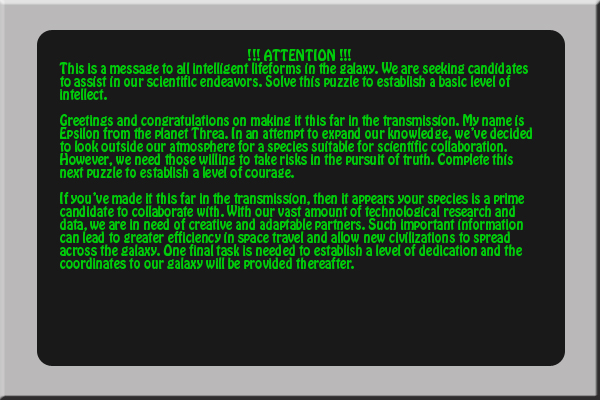 !!! ATTENTION !!!
This is a message to all intelligent lifeforms in the galaxy. We are seeking candidates
to assist in our scientific endeavors. Solve this puzzle to establish a basic level of
intellect.
Greetings and congratulations on making it this far in the transmission. My name is
Epsilon from the planet Threa. In an attempt to expand our knowledge, we've decided
to look outside our atmosphere for a species suitable for scientific collaboration.
However, we need those willing to take risks in the pursuit of truth. Complete this
next puzzle to establish a level of courage.
If you've made it this far in the transmission, then it appears your species is a prime
candidate to collaborate with. With our vast amount of technological research and
data, we are in need of creative and adaptable partners. Such important information
can lead to greater efficiency in space travel and allow new civilizations to spread
across the galaxy. One final task is needed to establish a level of dedication and the
coordinates to our galaxy will be provided thereafter.